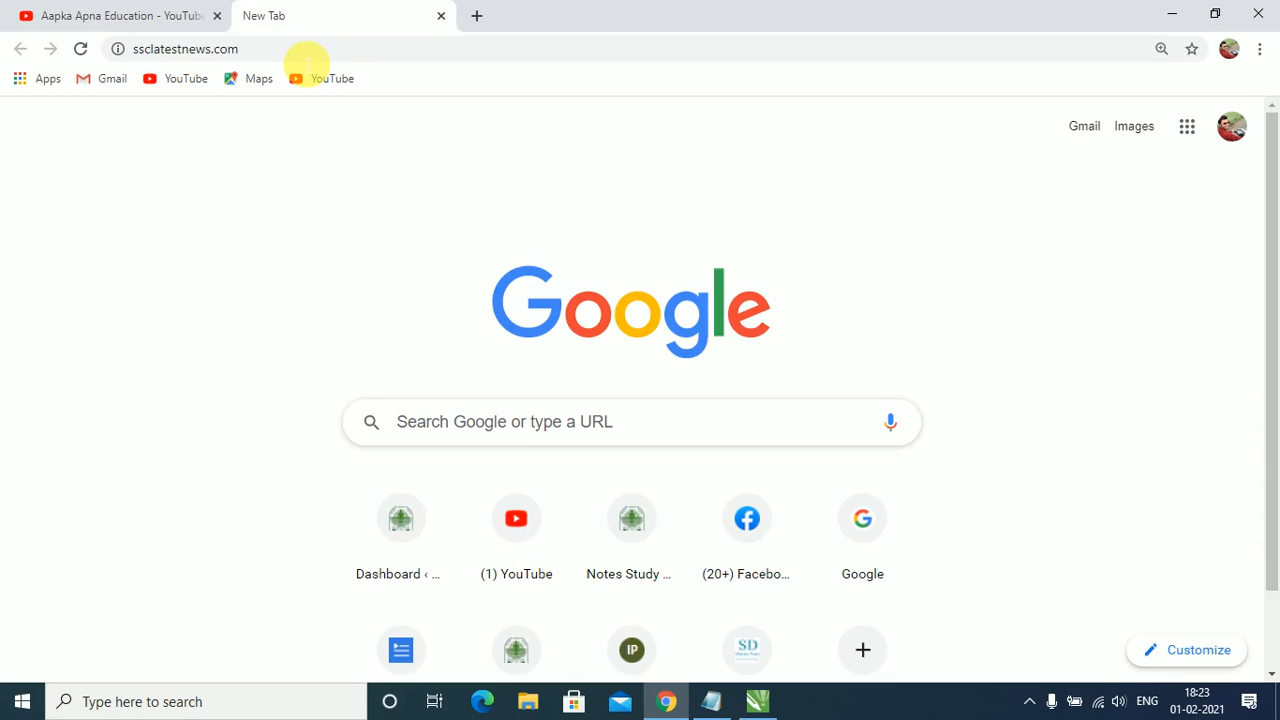 Aapka Apna Education - YouTube
New Tab
ssclatestnews.com
Apps
Gmail
YouTube
Maps
YouTube
Gmail
Images
Google
Search Google or type a URL
Dashboard ‹ ...
(1) YouTube
Notes Study ...
(20+) Facebo...
Google
IP
SD
Customize
Type here to search
ENG
18:23
01-02-2021